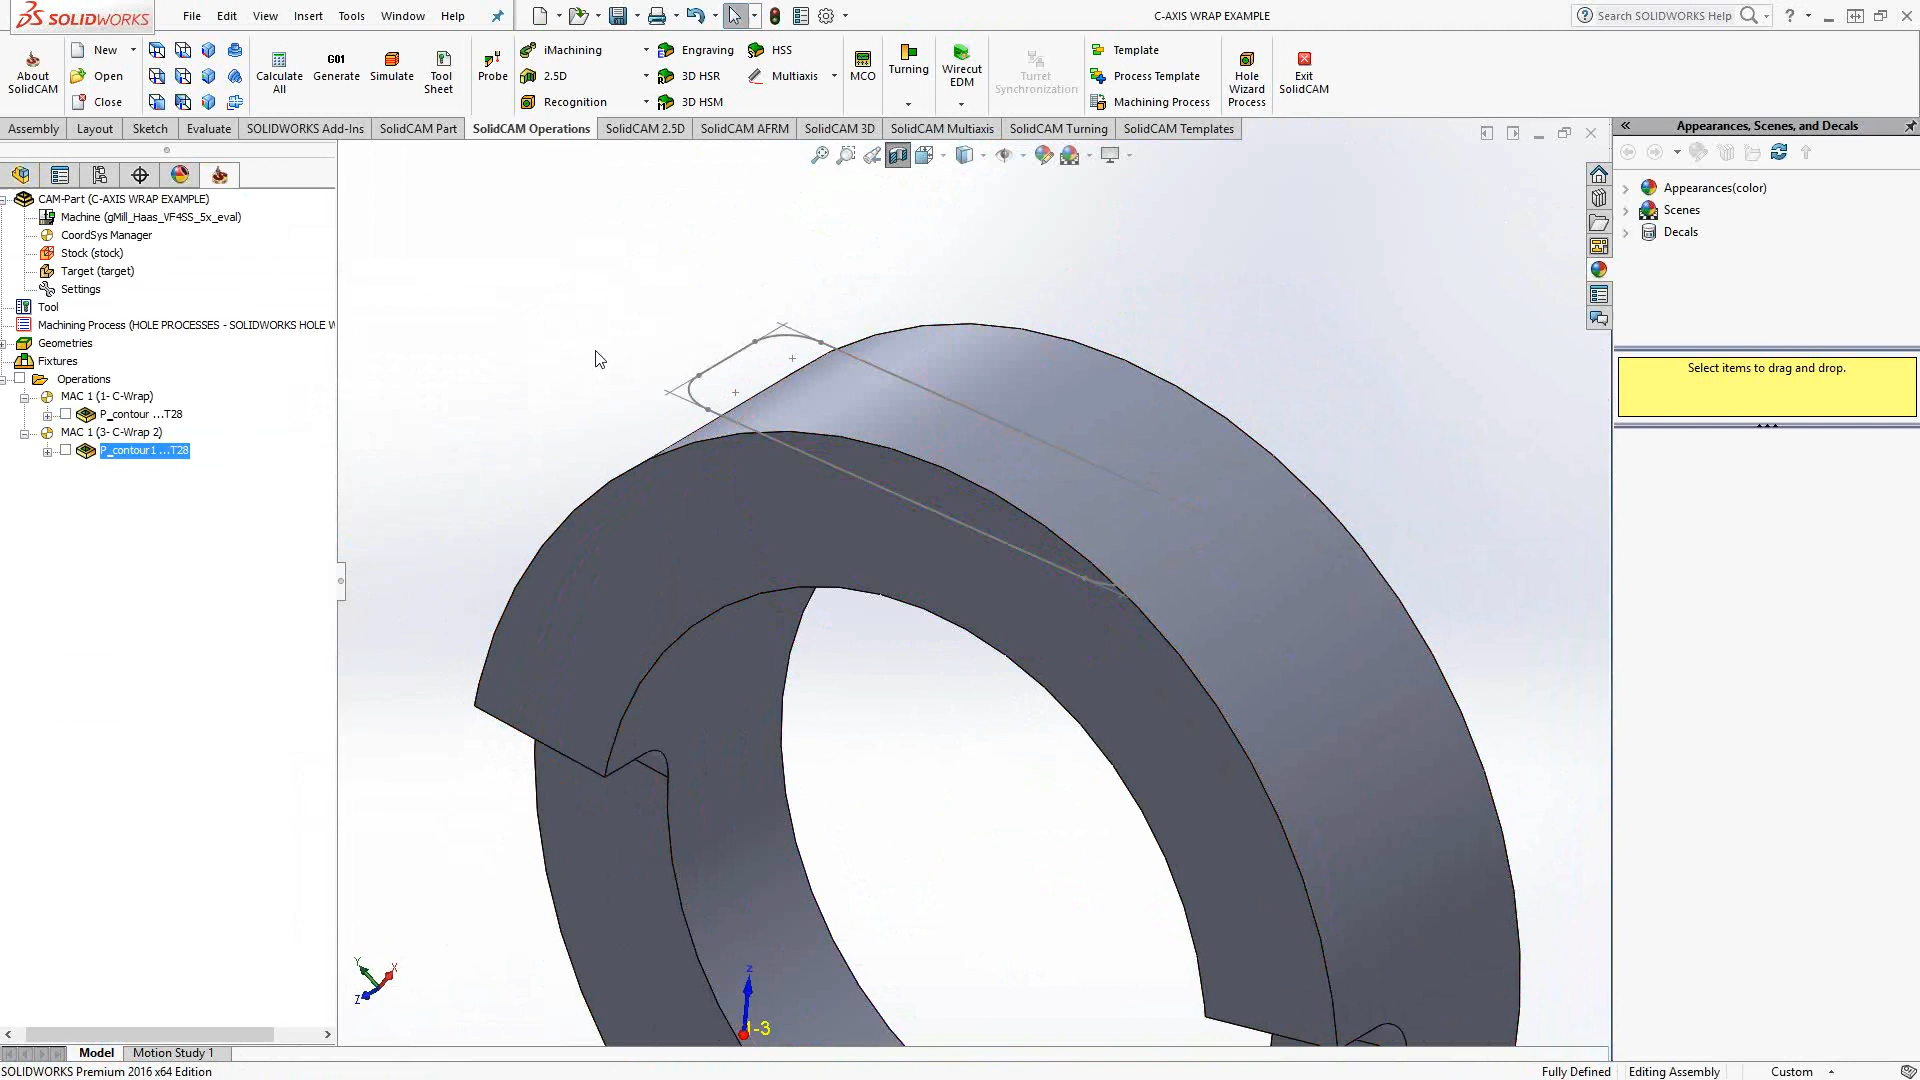 SOLIDWORKS File Edit View Insert Tools Window Help C-AXIS WRAP EXAMPLE Search SOLIDWORKS Help ?
About SolidCAM
New
Open
Close
Calculate All
G01 Generate
Simulate
Tool Sheet
Probe
iMachining
2.5D
Recognition
Engraving
3D HSR
3D HSM
HSS
Multiaxis
MCO
Turning
Wirecut EDM
Turret Synchronization
Template
Process Template
Machining Process
Hole Wizard Process
Exit SolidCAM
Assembly Layout Sketch Evaluate SOLIDWORKS Add-Ins SolidCAM Part SolidCAM Operations SolidCAM 2.5D SolidCAM AFRM SolidCAM 3D SolidCAM Multiaxis SolidCAM Turning SolidCAM Templates
CAM-Part (C-AXIS WRAP EXAMPLE)
Machine (gMill_Haas_VF4SS_5x_eval)
CoordSys Manager
Stock (stock)
Target (target)
Settings
Tool
Machining Process (HOLE PROCESSES - SOLIDWORKS HOLE W
Geometries
Fixtures
Operations
MAC 1 (1- C-Wrap)
P_contour ...T28
MAC 1 (3- C-Wrap 2)
P_contour1 ...T28
Y X Z
Z
1-3
Appearances, Scenes, and Decals
Appearances(color)
Scenes
Decals
Select items to drag and drop.
Model Motion Study 1
SOLIDWORKS Premium 2016 x64 Edition Fully Defined Editing Assembly Custom